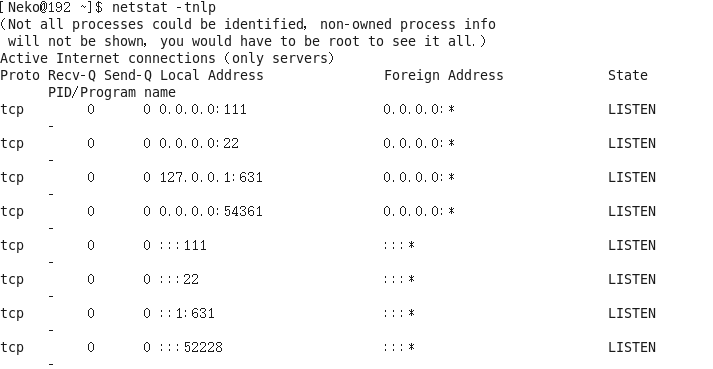 [Neko@192 ~]$ netstat -tnlp
(Not all processes could be identified, non-owned process info
 will not be shown, you would have to be root to see it all.)
Active Internet connections (only servers)
Proto Recv-Q Send-Q Local Address               Foreign Address             State
      PID/Program name
tcp        0      0 0.0.0.0:111                 0.0.0.0:*                   LISTEN
      -
tcp        0      0 0.0.0.0:22                  0.0.0.0:*                   LISTEN
      -
tcp        0      0 127.0.0.1:631               0.0.0.0:*                   LISTEN
      -
tcp        0      0 0.0.0.0:54361               0.0.0.0:*                   LISTEN
      -
tcp        0      0 :::111                      :::*                        LISTEN
      -
tcp        0      0 :::22                       :::*                        LISTEN
      -
tcp        0      0 ::1:631                     :::*                        LISTEN
      -
tcp        0      0 :::52228                    :::*                        LISTEN
      -